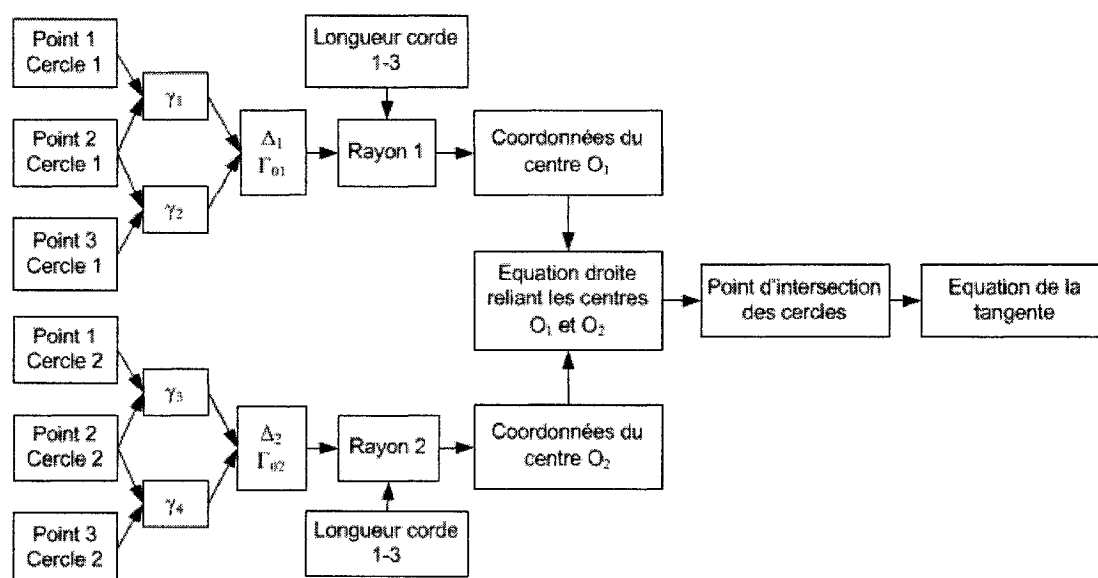 Point 1
Cercle 1
Point 2
Cercle 1
Point 3
Cercle 1
γ₁
γ₂
Δ₁
Γ₀₁
Longueur corde
1-3
Rayon 1
Coordonnées du
centre O₁
Equation droite
reliant les centres
O₁ et O₂
Point d'intersection
des cercles
Equation de la
tangente
Point 1
Cercle 2
Point 2
Cercle 2
Point 3
Cercle 2
γ₃
γ₄
Δ₂
Γ₀₂
Rayon 2
Longueur corde
1-3
Coordonnées du
centre O₂